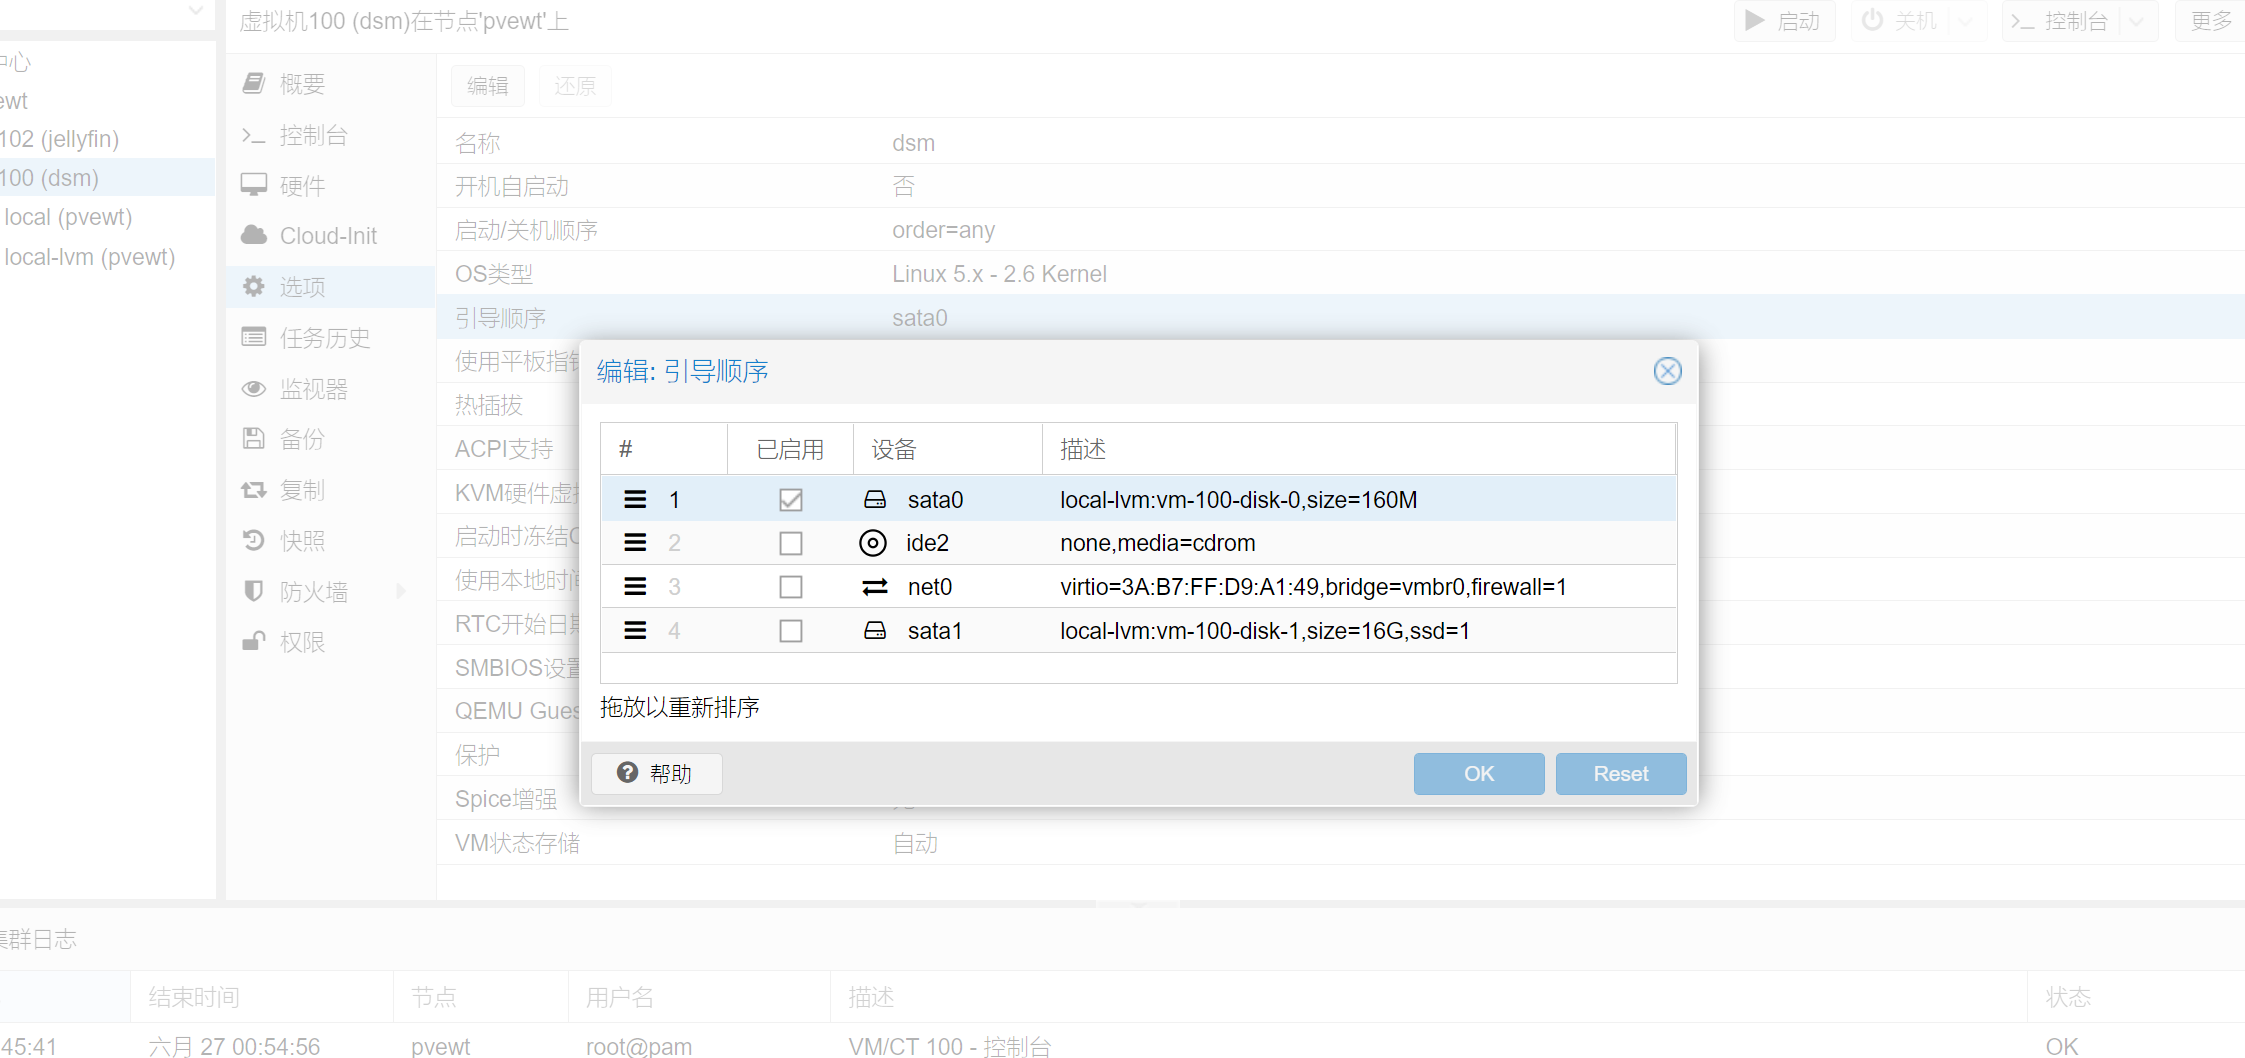 虚拟机100 (dsm)在节点'pvewt'上
启动
关机
控制台
更多
中心
ewt
102 (jellyfin)
100 (dsm)
local (pvewt)
local-lvm (pvewt)
概要
控制台
硬件
Cloud-Init
选项
任务历史
监视器
备份
复制
快照
防火墙
权限
编辑
还原
名称 dsm
开机自启动 否
启动/关机顺序 order=any
OS类型 Linux 5.x - 2.6 Kernel
引导顺序 sata0
使用平板指针
热插拔
ACPI支持
KVM硬件虚拟
启动时冻结C
使用本地时间
RTC开始日期
SMBIOS设置
QEMU Gues
保护
Spice增强
VM状态存储 自动
编辑: 引导顺序
# 已启用 设备 描述
1 sata0 local-lvm:vm-100-disk-0,size=160M
2 ide2 none,media=cdrom
3 net0 virtio=3A:B7:FF:D9:A1:49,bridge=vmbr0,firewall=1
4 sata1 local-lvm:vm-100-disk-1,size=16G,ssd=1
拖放以重新排序
帮助
OK
Reset
集群日志
结束时间 节点 用户名 描述 状态
45:41 六月 27 00:54:56 pvewt root@pam VM/CT 100 - 控制台 OK